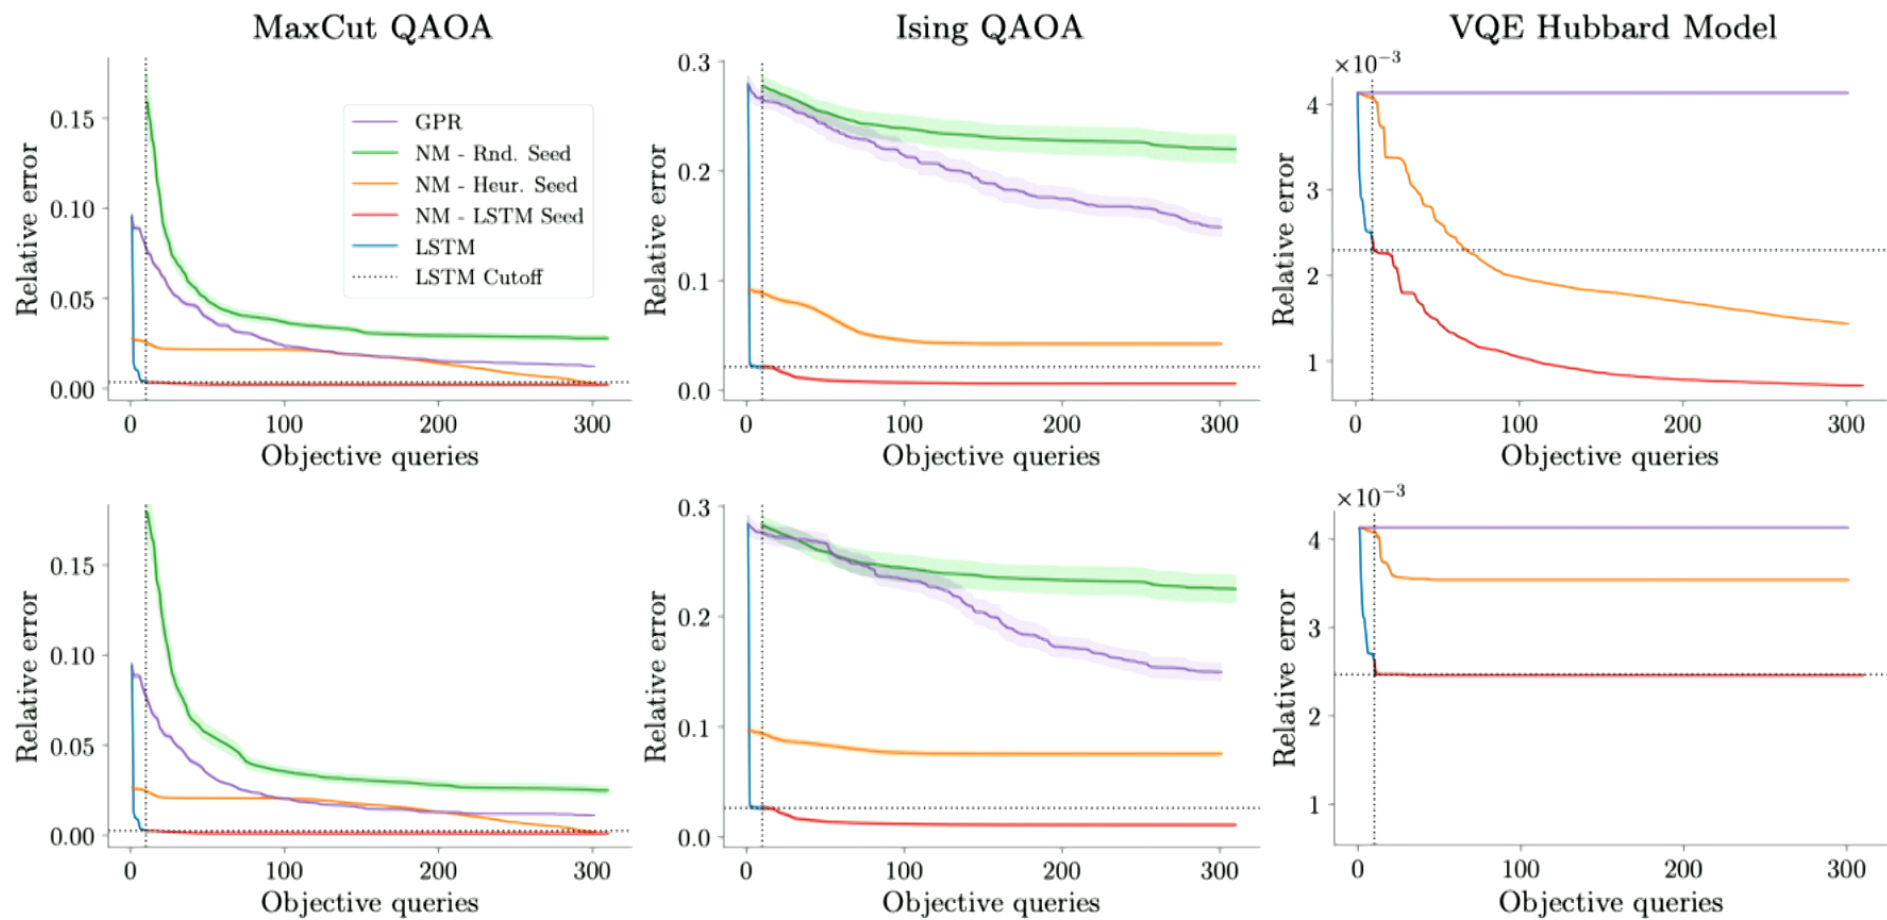 MaxCut QAOA
Relative error
0.15
0.10
0.05
0.00
0
100
200
300
Objective queries
GPR
NM - Rnd. Seed
NM - Heur. Seed
NM - LSTM Seed
LSTM
LSTM Cutoff
Ising QAOA
Relative error
0.3
0.2
0.1
0.0
0
100
200
300
Objective queries
VQE Hubbard Model
×10⁻³
Relative error
4
3
2
1
0
100
200
300
Objective queries
Relative error
0.15
0.10
0.05
0.00
0
100
200
300
Objective queries
Relative error
0.3
0.2
0.1
0.0
0
100
200
300
Objective queries
×10⁻³
Relative error
4
3
2
1
0
100
200
300
Objective queries